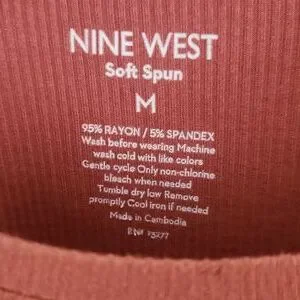 NINE WEST
Soft Spun
M
95% RAYON / 5% SPANDEX
Wash before wearing Machine
wash cold with like colors
Gentle cycle Only non-chlorine
bleach when needed
Tumble dry low Remove
promptly Cool iron if needed
Made in Cambodia
RN#